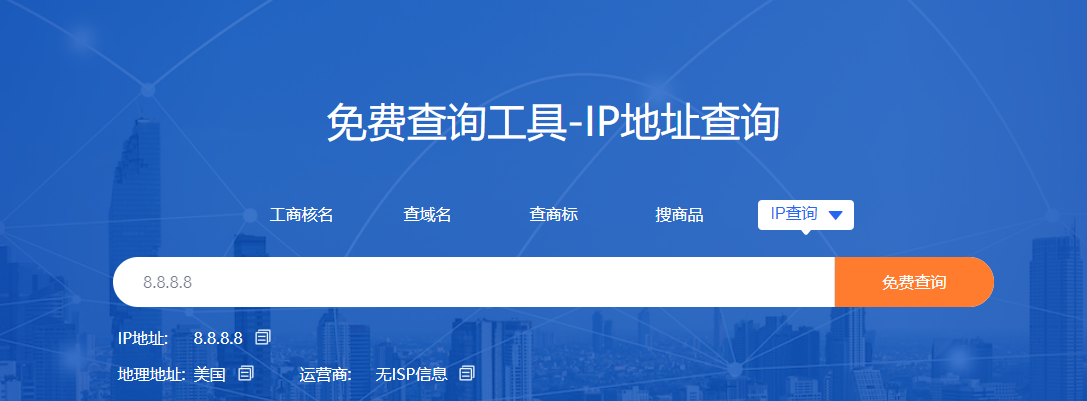 免费查询工具-IP地址查询
工商核名 查域名 查商标 搜商品 IP查询
8.8.8.8 免费查询
IP地址: 8.8.8.8
地理地址: 美国 运营商: 无ISP信息